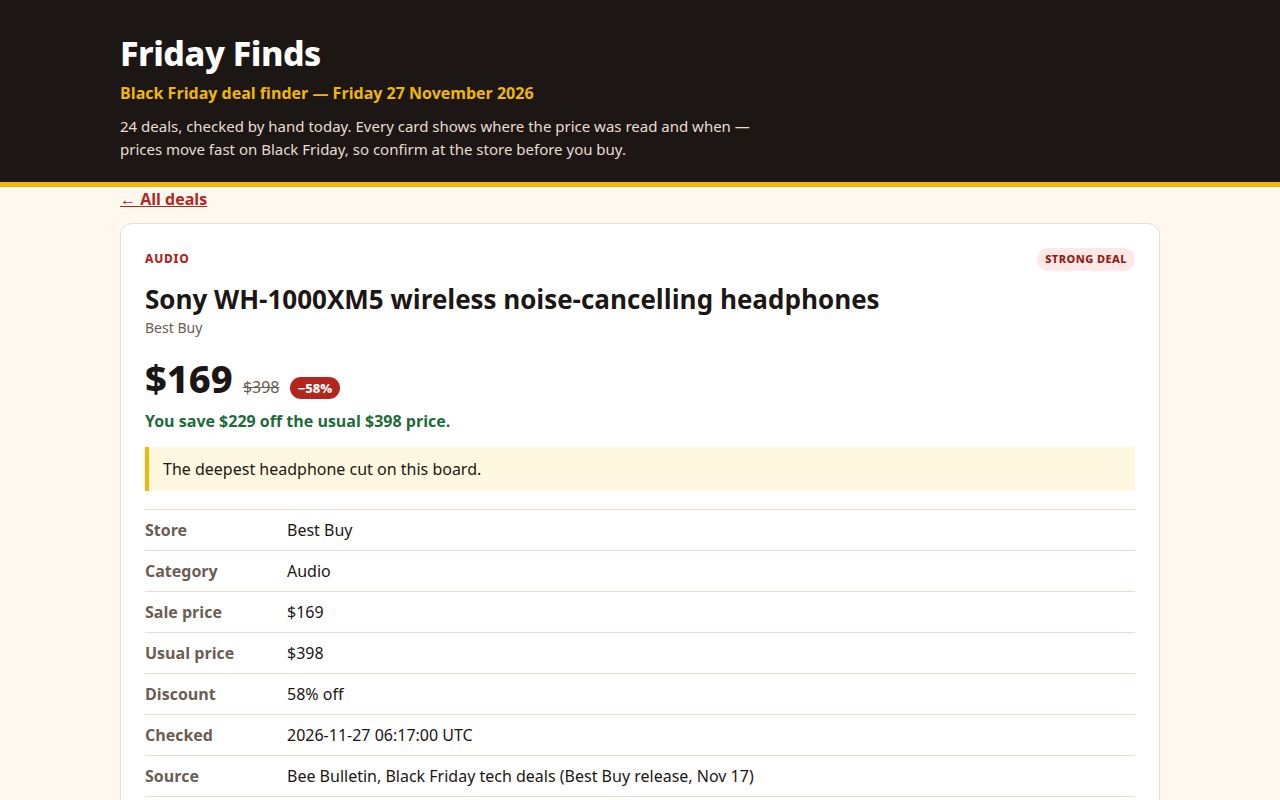 Friday Finds
Black Friday deal finder — Friday 27 November 2026
24 deals, checked by hand today. Every card shows where the price was read and when —
prices move fast on Black Friday, so confirm at the store before you buy.
← All deals
AUDIO
STRONG DEAL
Sony WH-1000XM5 wireless noise-cancelling headphones
Best Buy
$169 $398 −58%
You save $229 off the usual $398 price.
The deepest headphone cut on this board.
Store Best Buy
Category Audio
Sale price $169
Usual price $398
Discount 58% off
Checked 2026-11-27 06:17:00 UTC
Source Bee Bulletin, Black Friday tech deals (Best Buy release, Nov 17)